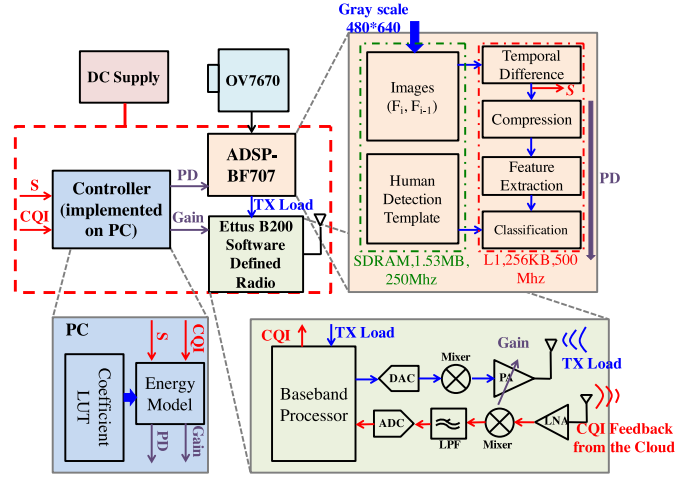 Gray scale
480*640
DC Supply
OV7670
ADSP-
BF707
S
CQI
Controller
(implemented
on PC)
PD
Gain
TX Load
Ettus B200
Software
Defined
Radio
Images
(Fi, Fi-1)
Human
Detection
Template
SDRAM,1.53MB,
250Mhz
Temporal
Difference
S
Compression
Feature
Extraction
Classification
L1,256KB,500
Mhz
PD
PC
S
CQI
Coefficient
LUT
Energy
Model
PD
Gain
CQI
TX Load
Baseband
Processor
DAC
Mixer
Gain
PA
TX Load
ADC
LPF
Mixer
LNA
CQI Feedback
from the Cloud